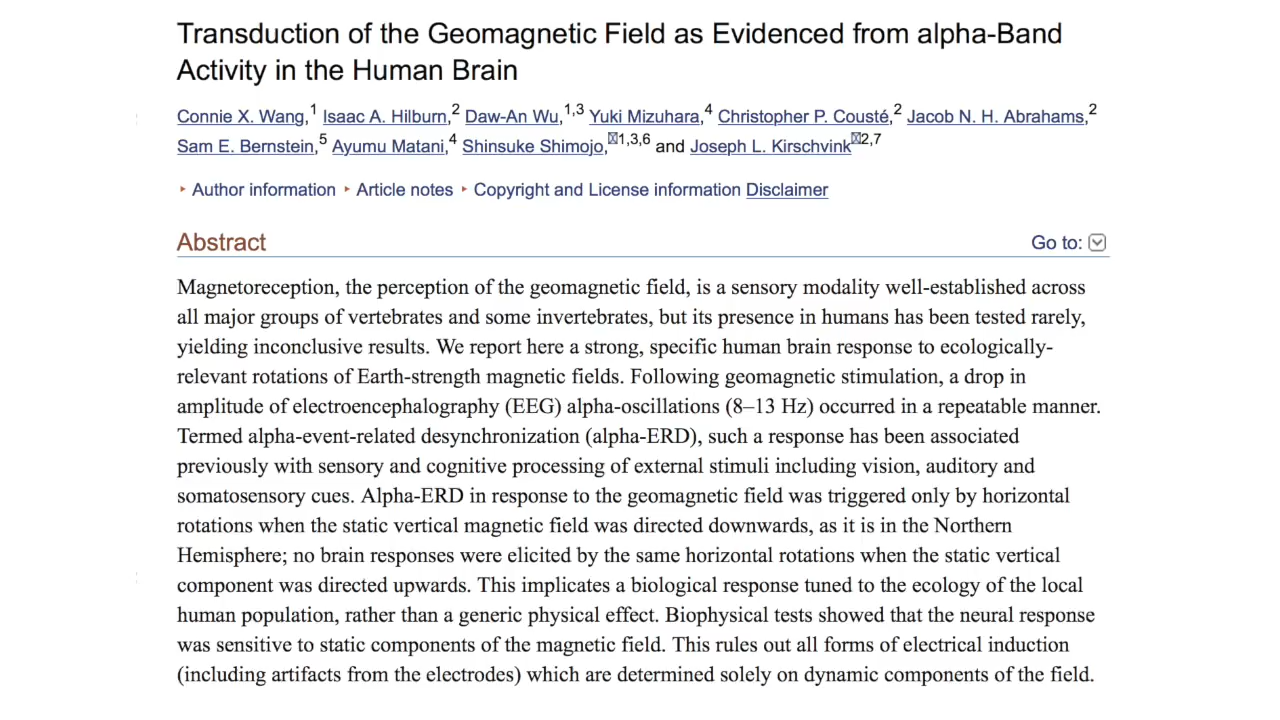 Transduction of the Geomagnetic Field as Evidenced from alpha-Band
Activity in the Human Brain
Connie X. Wang,1 Isaac A. Hilburn,2 Daw-An Wu,1,3 Yuki Mizuhara,4 Christopher P. Cousté,2 Jacob N. H. Abrahams,2
Sam E. Bernstein,5 Ayumu Matani,4 Shinsuke Shimojo,1,3,6 and Joseph L. Kirschvink2,7
Author information Article notes Copyright and License information Disclaimer
Abstract Go to:
Magnetoreception, the perception of the geomagnetic field, is a sensory modality well-established across
all major groups of vertebrates and some invertebrates, but its presence in humans has been tested rarely,
yielding inconclusive results. We report here a strong, specific human brain response to ecologically-
relevant rotations of Earth-strength magnetic fields. Following geomagnetic stimulation, a drop in
amplitude of electroencephalography (EEG) alpha-oscillations (8–13 Hz) occurred in a repeatable manner.
Termed alpha-event-related desynchronization (alpha-ERD), such a response has been associated
previously with sensory and cognitive processing of external stimuli including vision, auditory and
somatosensory cues. Alpha-ERD in response to the geomagnetic field was triggered only by horizontal
rotations when the static vertical magnetic field was directed downwards, as it is in the Northern
Hemisphere; no brain responses were elicited by the same horizontal rotations when the static vertical
component was directed upwards. This implicates a biological response tuned to the ecology of the local
human population, rather than a generic physical effect. Biophysical tests showed that the neural response
was sensitive to static components of the magnetic field. This rules out all forms of electrical induction
(including artifacts from the electrodes) which are determined solely on dynamic components of the field.